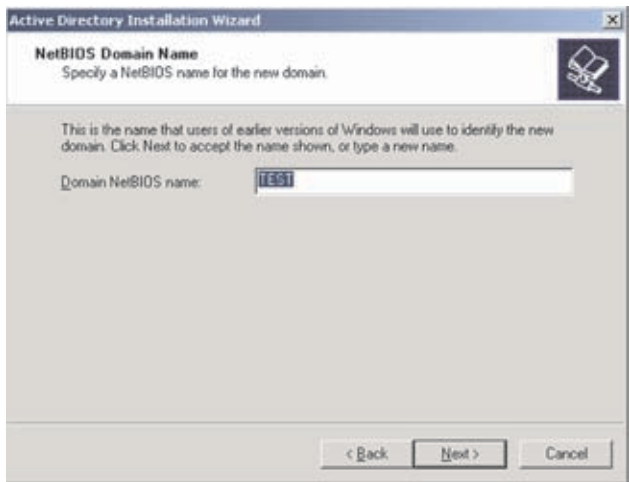 Active Directory Installation Wizard
NetBIOS Domain Name
Specify a NetBIOS name for the new domain.
This is the name that users of earlier versions of Windows will use to identify the new
domain. Click Next to accept the name shown, or type a new name.
Domain NetBIOS name:
TEST
< Back
Next >
Cancel